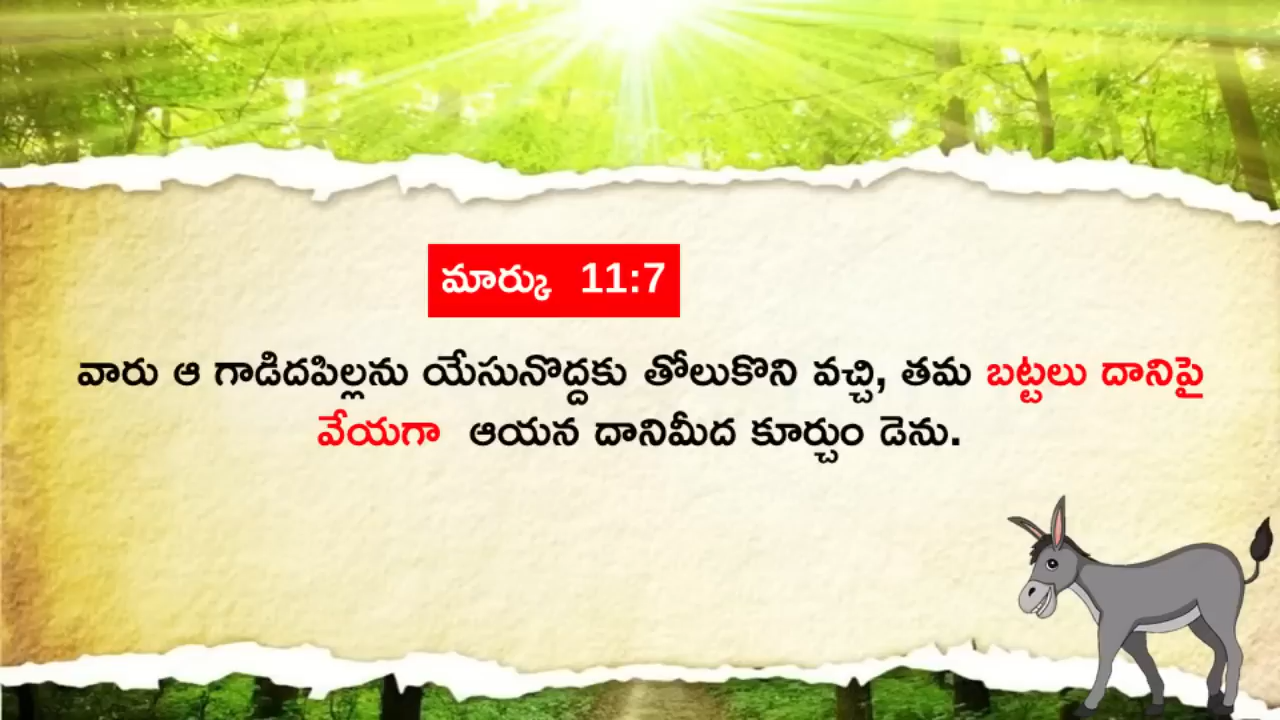 మార్కు 11:7
వారు ఆ గాడిదపిల్లను యేసునొద్దకు తోలుకొని వచ్చి, తమ బట్టలు దానిపై
వేయగా ఆయన దానిమీద కూర్చుం డెను.